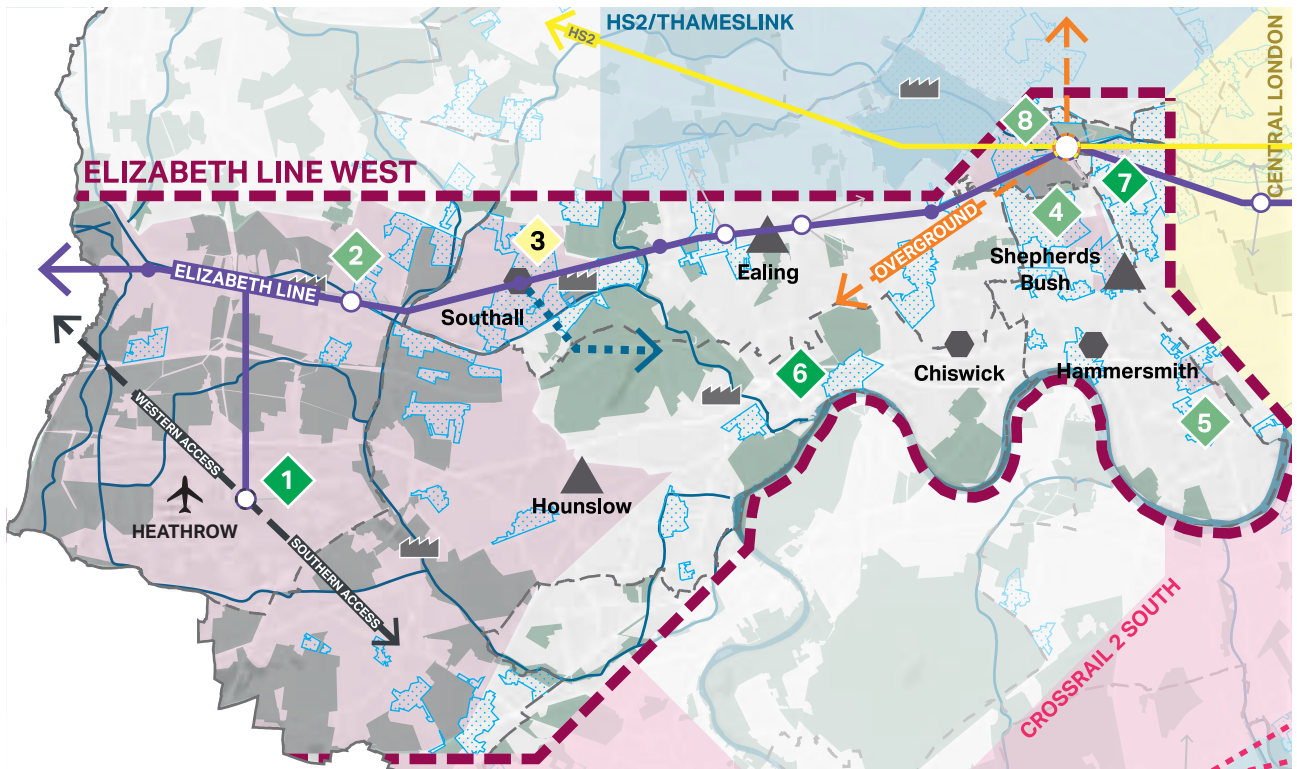 HS2/THAMESLINK
HS2
CENTRAL LONDON
8
ELIZABETH LINE WEST
7
4
3
2
OVERGROUND
Shepherds
Bush
Ealing
ELIZABETH LINE
Southall
6
Chiswick
Hammersmith
WESTERN ACCESS
5
1
Hounslow
HEATHROW
SOUTHERN ACCESS
CROSSRAIL 2 SOUTH